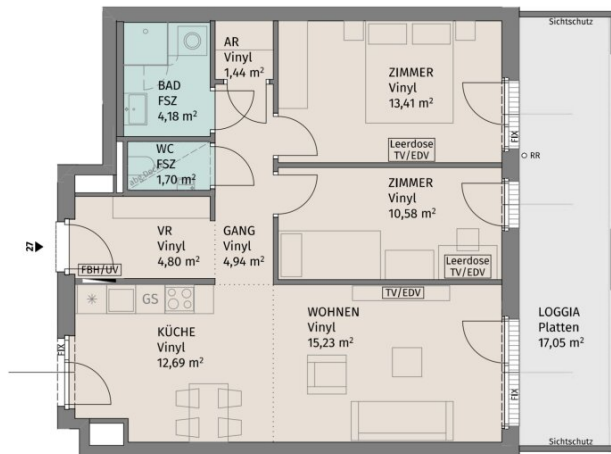 Sichtschutz
AR
Vinyl
1,44 m²
ZIMMER
Vinyl
13,41 m²
BAD
FSZ
4,18 m²
FIX
Leerdose
TV/EDV
RR
WC
FSZ
1,70 m²
abg.Decke
ZIMMER
Vinyl
10,58 m²
VR
Vinyl
4,80 m²
GANG
Vinyl
4,94 m²
27
FBH/UV
Leerdose
TV/EDV
GS
TV/EDV
WOHNEN
Vinyl
15,23 m²
LOGGIA
Platten
17,05 m²
KÜCHE
Vinyl
12,69 m²
FIX
FIX
Sichtschutz